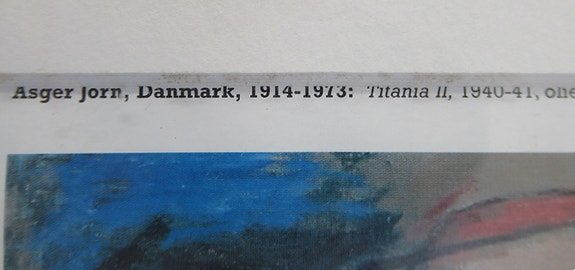 Asger Jorn, Danmark, 1914-1973: Titania II, 1940-41,